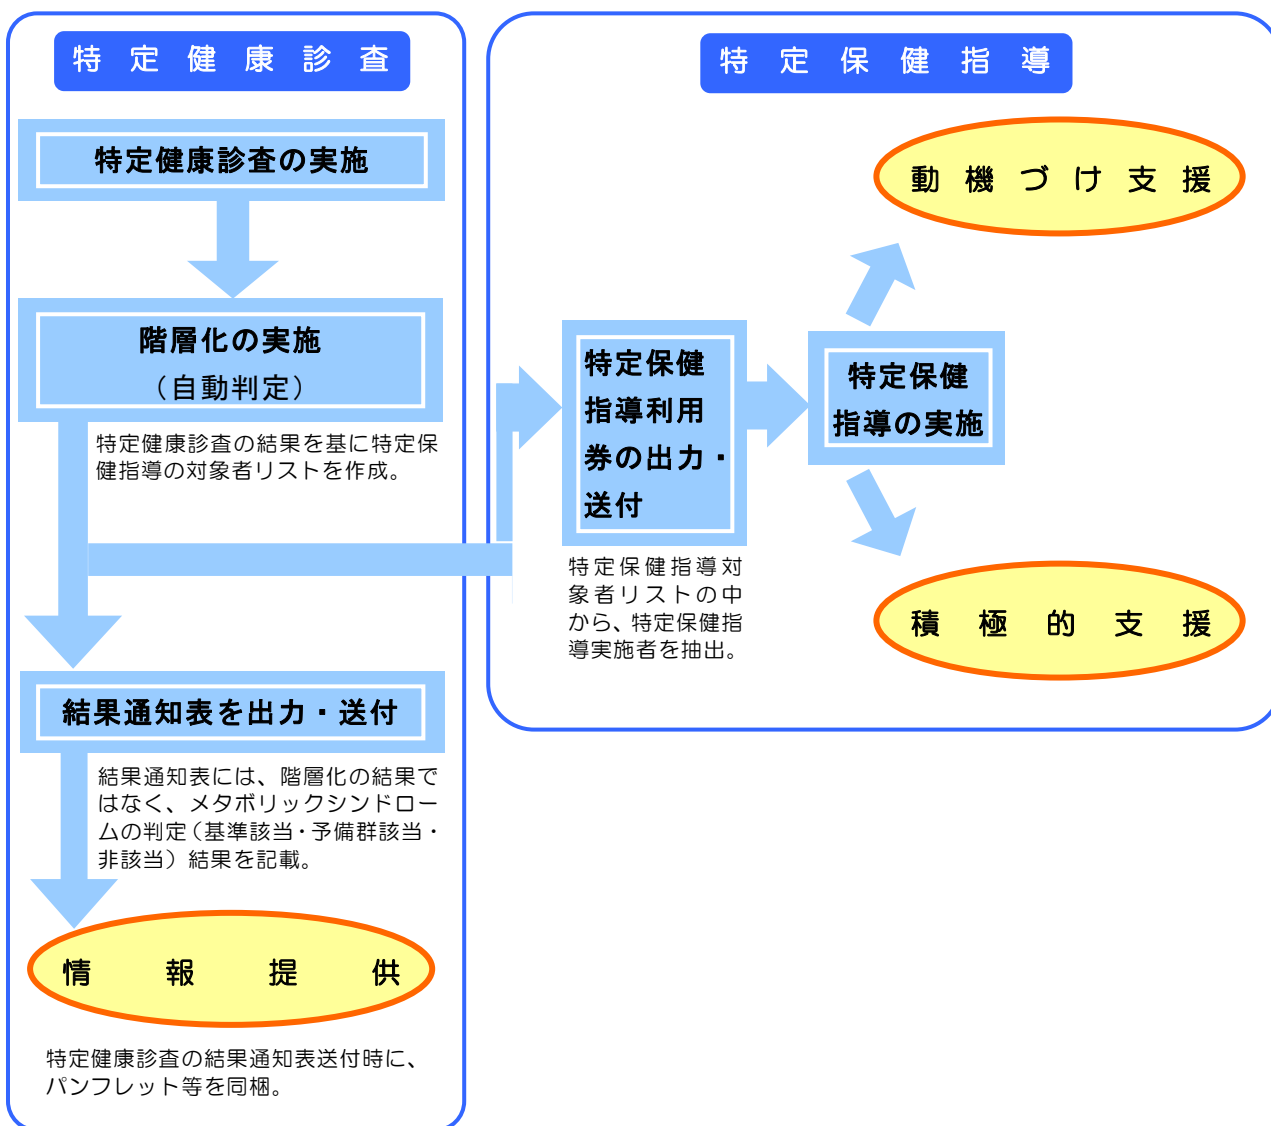 特定健康診査
特定健康診査の実施
階層化の実施
（自動判定）
特定健康診査の結果を基に特定保
健指導の対象者リストを作成。
結果通知表を出力・送付
結果通知表には、階層化の結果で
はなく、メタボリックシンドロー
ムの判定（基準該当・予備群該当・
非該当）結果を記載。
情報提供
特定健康診査の結果通知表送付時に、
パンフレット等を同梱。
特定保健指導
特定保健
指導利用
券の出力・
送付
特定保健指導対
象者リストの中
から、特定保健指
導実施者を抽出。
特定保健
指導の実施
動機づけ支援
積極的支援